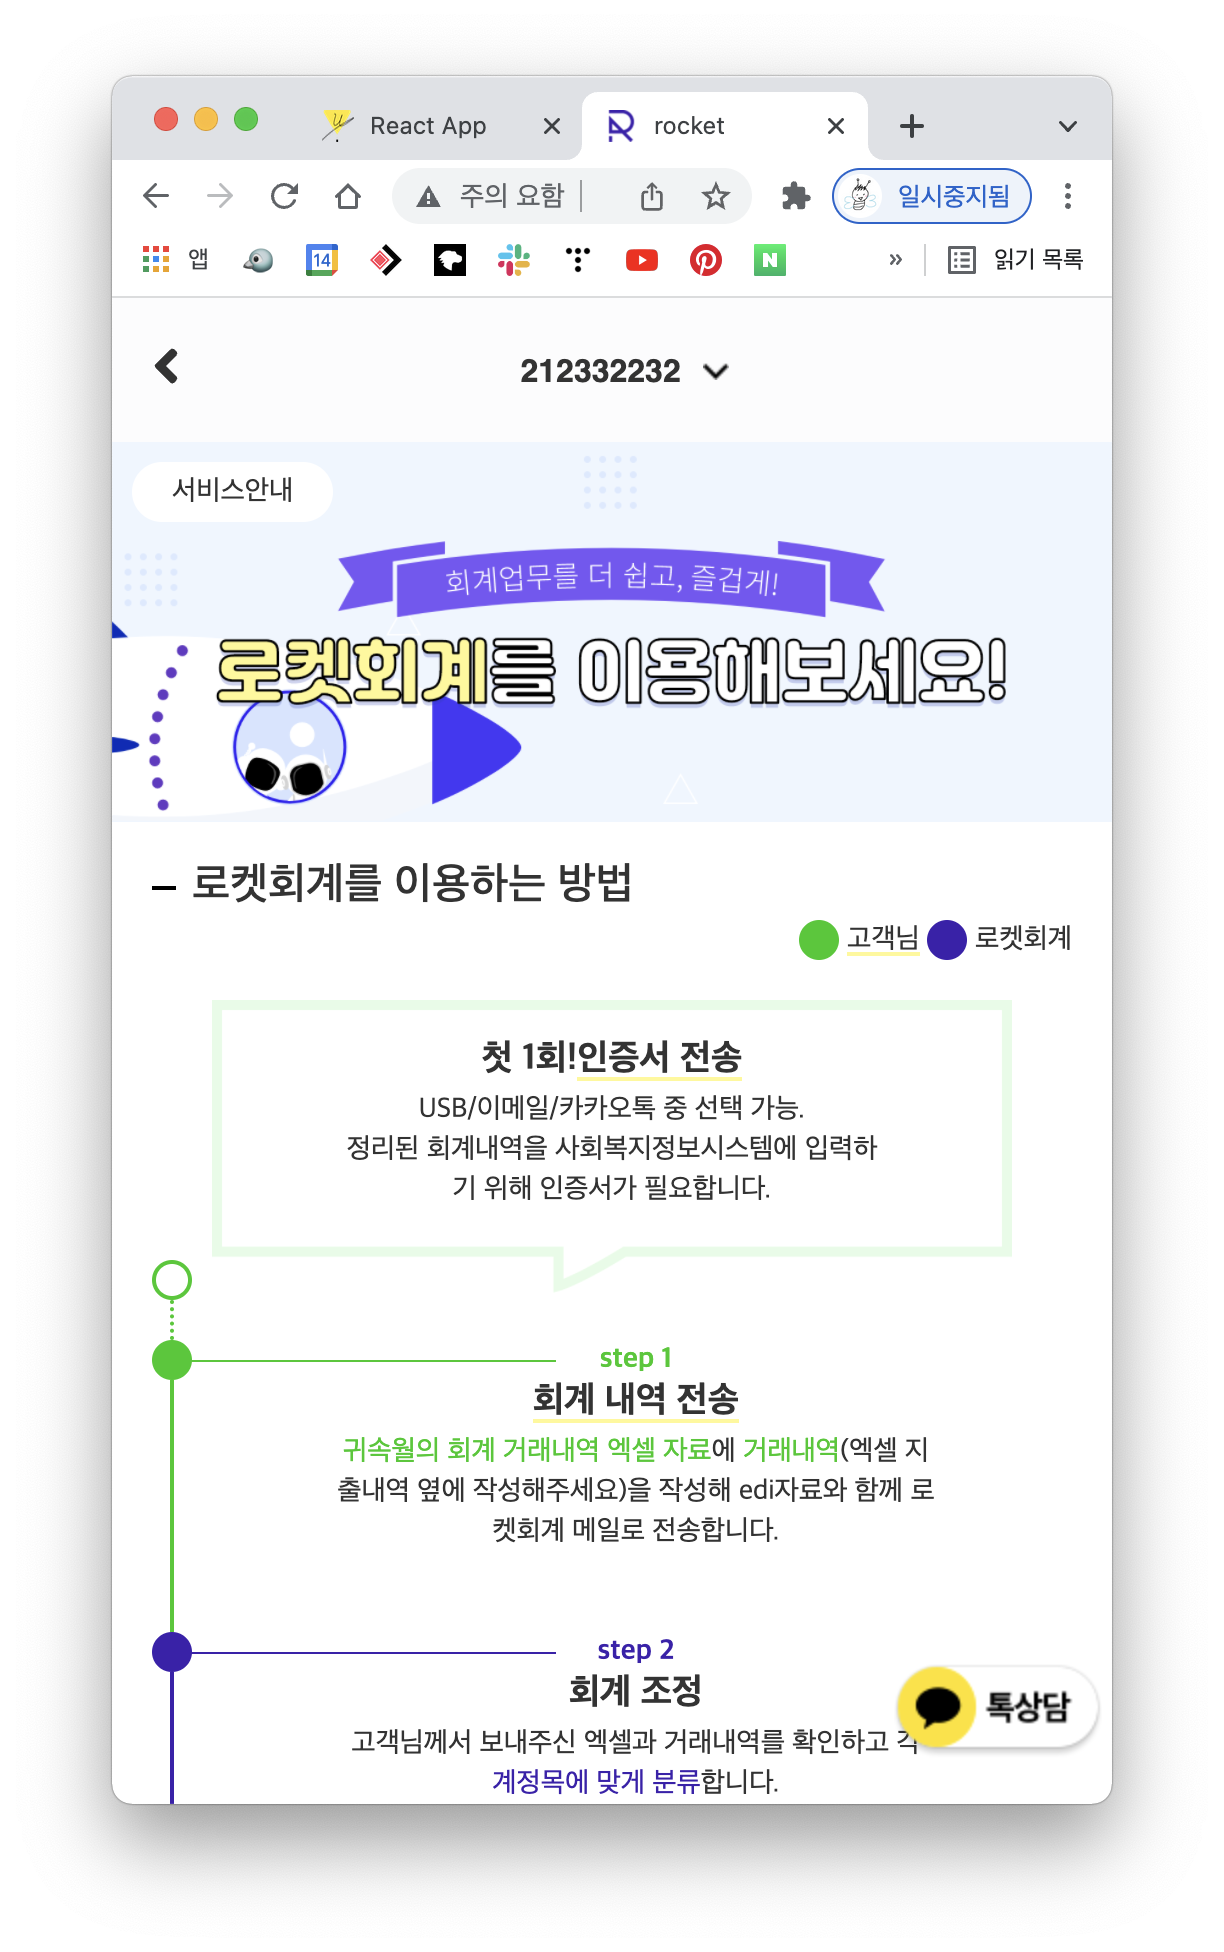 React App
rocket
주의 요함
일시중지됨
앱
14
N
»
읽기 목록
212332232
서비스안내
회계업무를 더 쉽고, 즐겁게!
로켓회계를 이용해보세요!
로켓회계를 이용하는 방법
고객님 로켓회계
첫 1회!인증서 전송
USB/이메일/카카오톡 중 선택 가능.
정리된 회계내역을 사회복지정보시스템에 입력하
기 위해 인증서가 필요합니다.
step 1
회계 내역 전송
귀속월의 회계 거래내역 엑셀 자료에 거래내역(엑셀 지
출내역 옆에 작성해주세요)을 작성해 edi자료와 함께 로
켓회계 메일로 전송합니다.
step 2
회계 조정
고객님께서 보내주신 엑셀과 거래내역를 확인하고 각
계정목에 맞게 분류합니다.
톡상담